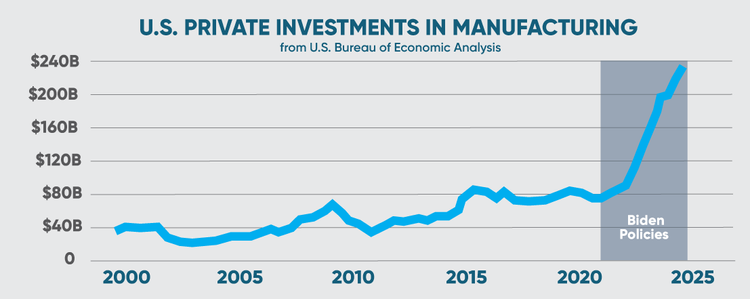 U.S. PRIVATE INVESTMENTS IN MANUFACTURING
from U.S. Bureau of Economic Analysis
$240B
$200B
$160B
$120B
$80B
$40B
0
Biden
Policies
2000 2005 2010 2015 2020 2025